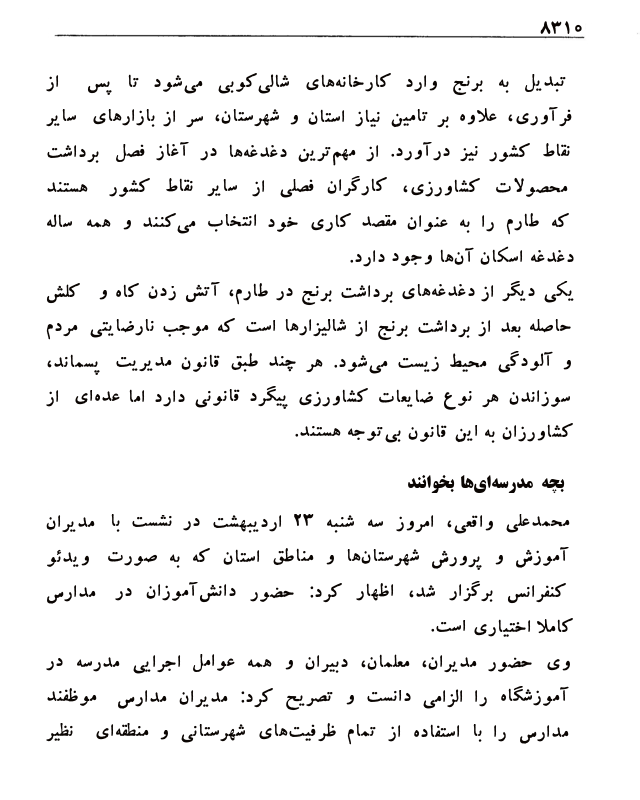 ۸۳۱۰
تبدیل به برنج وارد کارخانه‌های شالی‌کوبی می‌شود تا پس از
فرآوری، علاوه بر تامین نیاز استان و شهرستان، سر از بازارهای سایر
نقاط کشور نیز درآورد. از مهم‌ترین دغدغه‌ها در آغاز فصل برداشت
محصولات کشاورزی، کارگران فصلی از سایر نقاط کشور هستند
که طارم را به عنوان مقصد کاری خود انتخاب می‌کنند و همه ساله
دغدغه اسکان آن‌ها وجود دارد.
یکی دیگر از دغدغه‌های برداشت برنج در طارم، آتش زدن کاه و کلش
حاصله بعد از برداشت برنج از شالیزارها است که موجب نارضایتی مردم
و آلودگی محیط زیست می‌شود. هر چند طبق قانون مدیریت پسماند،
سوزاندن هر نوع ضایعات کشاورزی پیگرد قانونی دارد اما عده‌ای از
کشاورزان به این قانون بی‌توجه هستند.
بچه مدرسه‌ای‌ها بخوانند
محمدعلی واقعی، امروز سه شنبه ۲۳ اردیبهشت در نشست با مدیران
آموزش و پرورش شهرستان‌ها و مناطق استان که به صورت ویدئو
کنفرانس برگزار شد، اظهار کرد: حضور دانش‌آموزان در مدارس
کاملا اختیاری است.
وی حضور مدیران، معلمان، دبیران و همه عوامل اجرایی مدرسه در
آموزشگاه را الزامی دانست و تصریح کرد: مدیران مدارس موظفند
مدارس را با استفاده از تمام ظرفیت‌های شهرستانی و منطقه‌ای نظیر